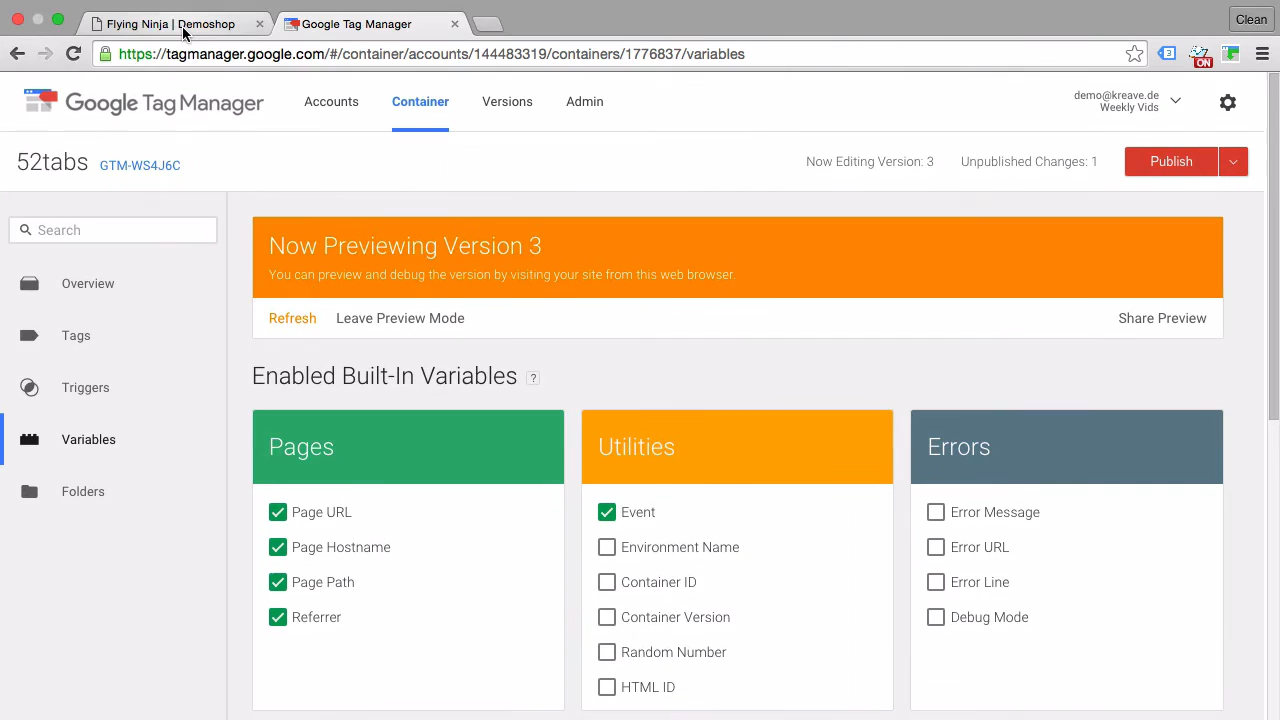 Flying Ninja | Demoshop
Google Tag Manager
Clean
https://tagmanager.google.com/#/container/accounts/144483319/containers/1776837/variables
3
ON
Google Tag Manager
Accounts
Container
Versions
Admin
demo@kreave.de
Weekly Vids
52tabs
GTM-WS4J6C
Now Editing Version: 3
Unpublished Changes: 1
Publish
Search
Overview
Tags
Triggers
Variables
Folders
Now Previewing Version 3
You can preview and debug the version by visiting your site from this web browser.
Refresh
Leave Preview Mode
Share Preview
Enabled Built-In Variables
?
Pages
Page URL
Page Hostname
Page Path
Referrer
Utilities
Event
Environment Name
Container ID
Container Version
Random Number
HTML ID
Errors
Error Message
Error URL
Error Line
Debug Mode